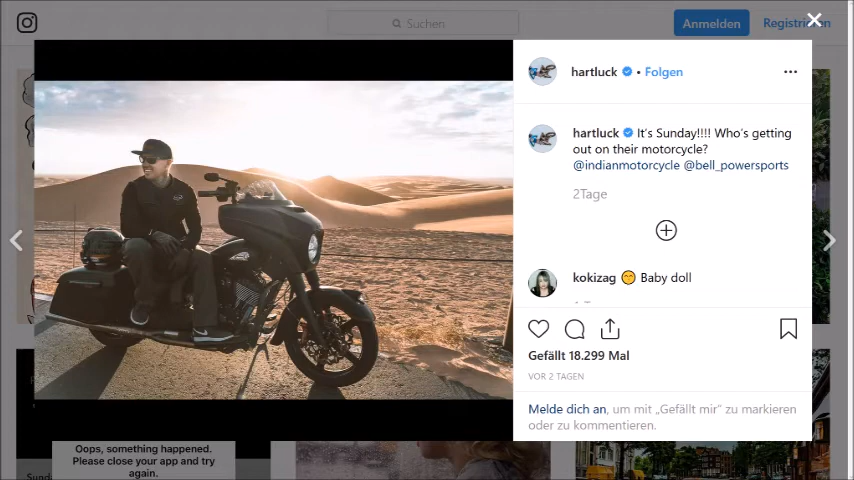 Suchen
Anmelden
Registrieren
hartluck • Folgen
hartluck It's Sunday!!!! Who's getting
out on their motorcycle?
@indianmotorcycle @bell_powersports
2Tage
kokizag 😊 Baby doll
Gefällt 18.299 Mal
VOR 2 TAGEN
Melde dich an, um mit „Gefällt mir" zu markieren
oder zu kommentieren.
Oops, something happened.
Please close your app and try
again.
Sund